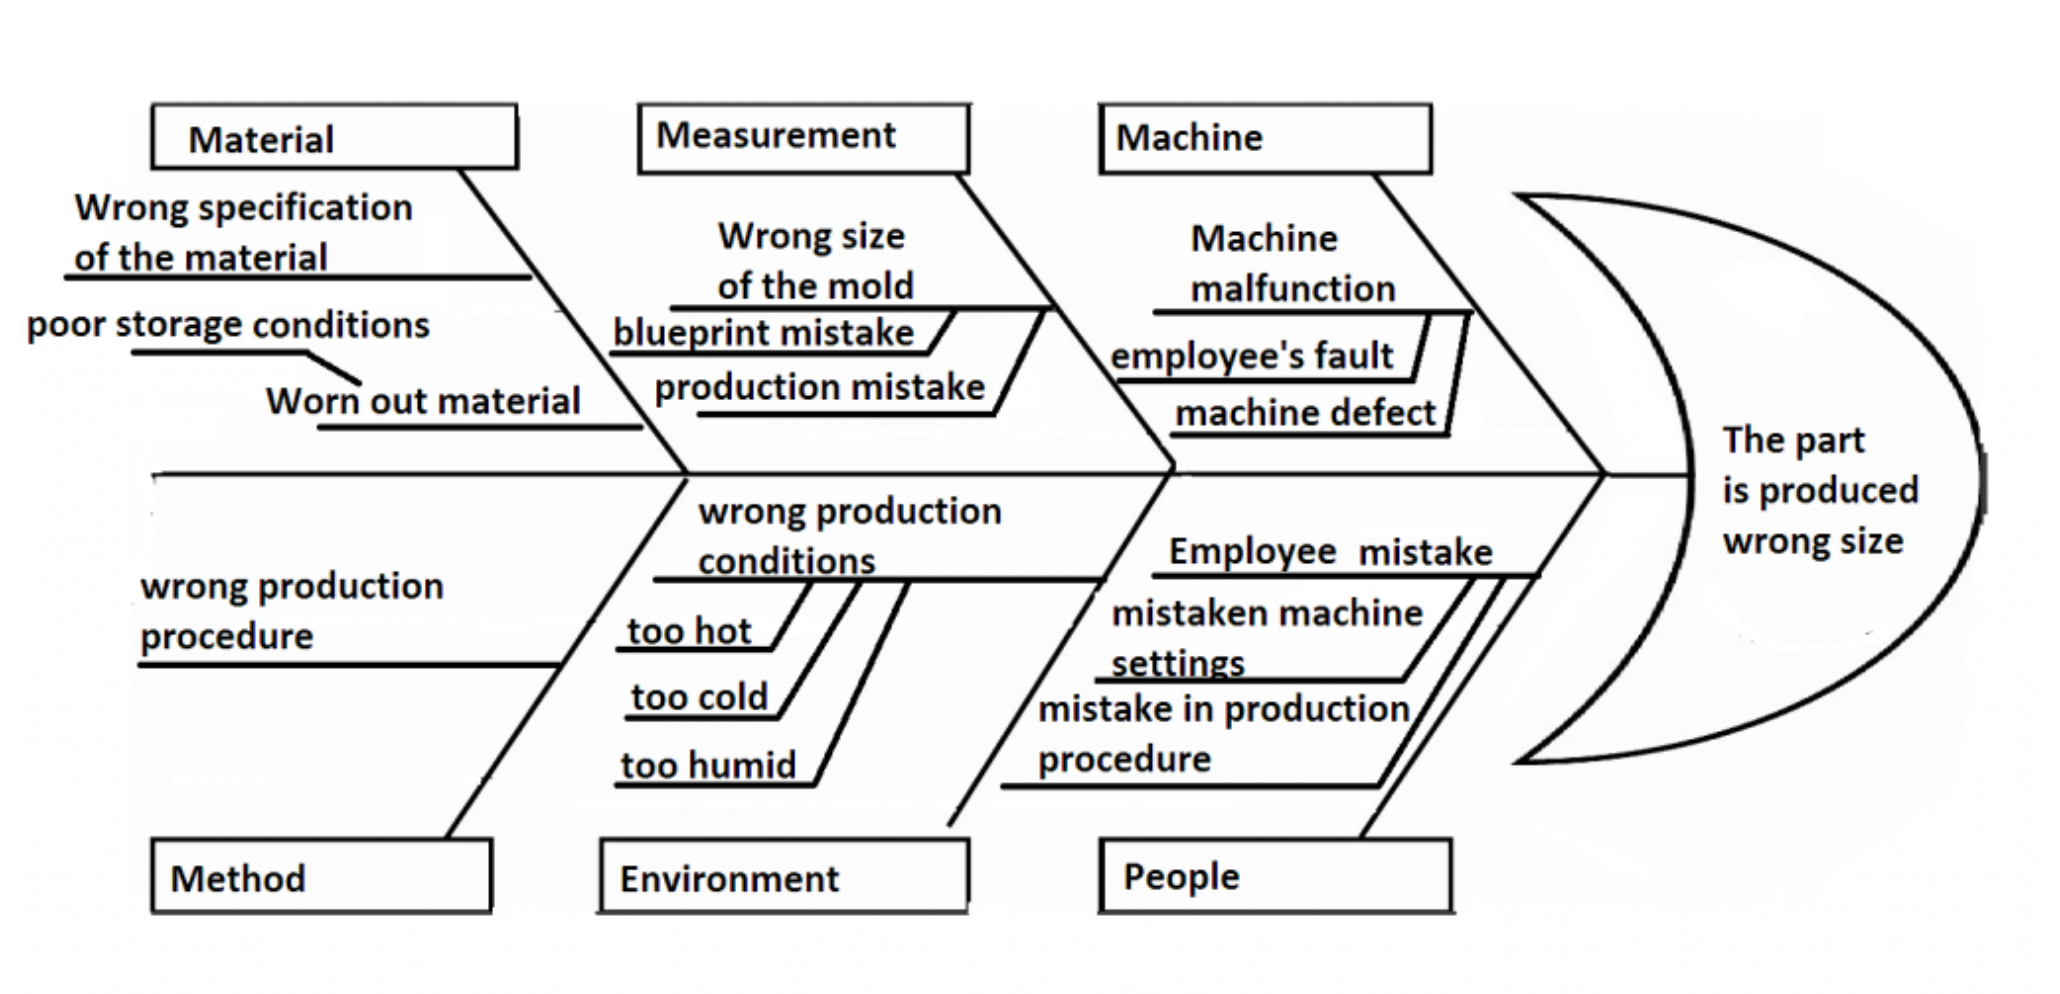 Material
Measurement
Machine
Wrong specification
of the material
poor storage conditions
Worn out material
Wrong size
of the mold
blueprint mistake
production mistake
Machine
malfunction
employee's fault
machine defect
The part
is produced
wrong size
wrong production
procedure
wrong production
conditions
too hot
too cold
too humid
Employee mistake
mistaken machine
settings
mistake in production
procedure
Method
Environment
People